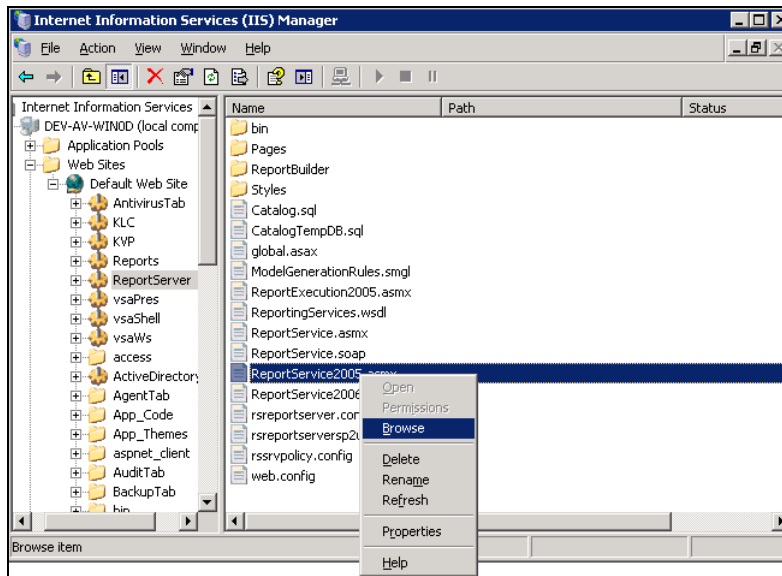 Internet Information Services (IIS) Manager
File Action View Window Help
Internet Information Services
DEV-AV-WIN0D (local comp
Application Pools
Web Sites
Default Web Site
AntivirusTab
KLC
KVP
Reports
ReportServer
vsaPres
vsaShell
vsaWs
access
ActiveDirectory
AgentTab
App_Code
App_Themes
aspnet_client
AuditTab
BackupTab
bin
Name Path Status
bin
Pages
ReportBuilder
Styles
Catalog.sql
CatalogTempDB.sql
global.asax
ModelGenerationRules.smgl
ReportExecution2005.asmx
ReportingServices.wsdl
ReportService.asmx
ReportService.soap
ReportService2005.asmx
ReportService2006
rsreportserver.con
rsreportserversp2u
rssrvpolicy.config
web.config
Open
Permissions
Browse
Delete
Rename
Refresh
Properties
Help
Browse item